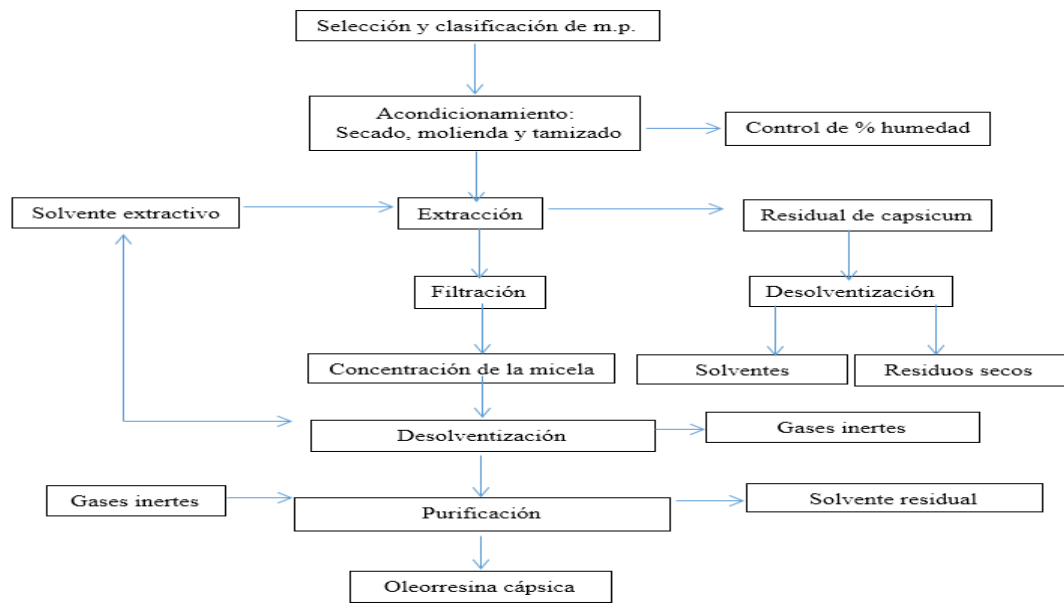 Selección y clasificación de m.p.
Acondicionamiento:
Secado, molienda y tamizado
Control de % humedad
Solvente extractivo
Extracción
Residual de capsicum
Filtración
Desolventización
Concentración de la micela
Solventes
Residuos secos
Desolventización
Gases inertes
Gases inertes
Purificación
Solvente residual
Oleorresina cápsica